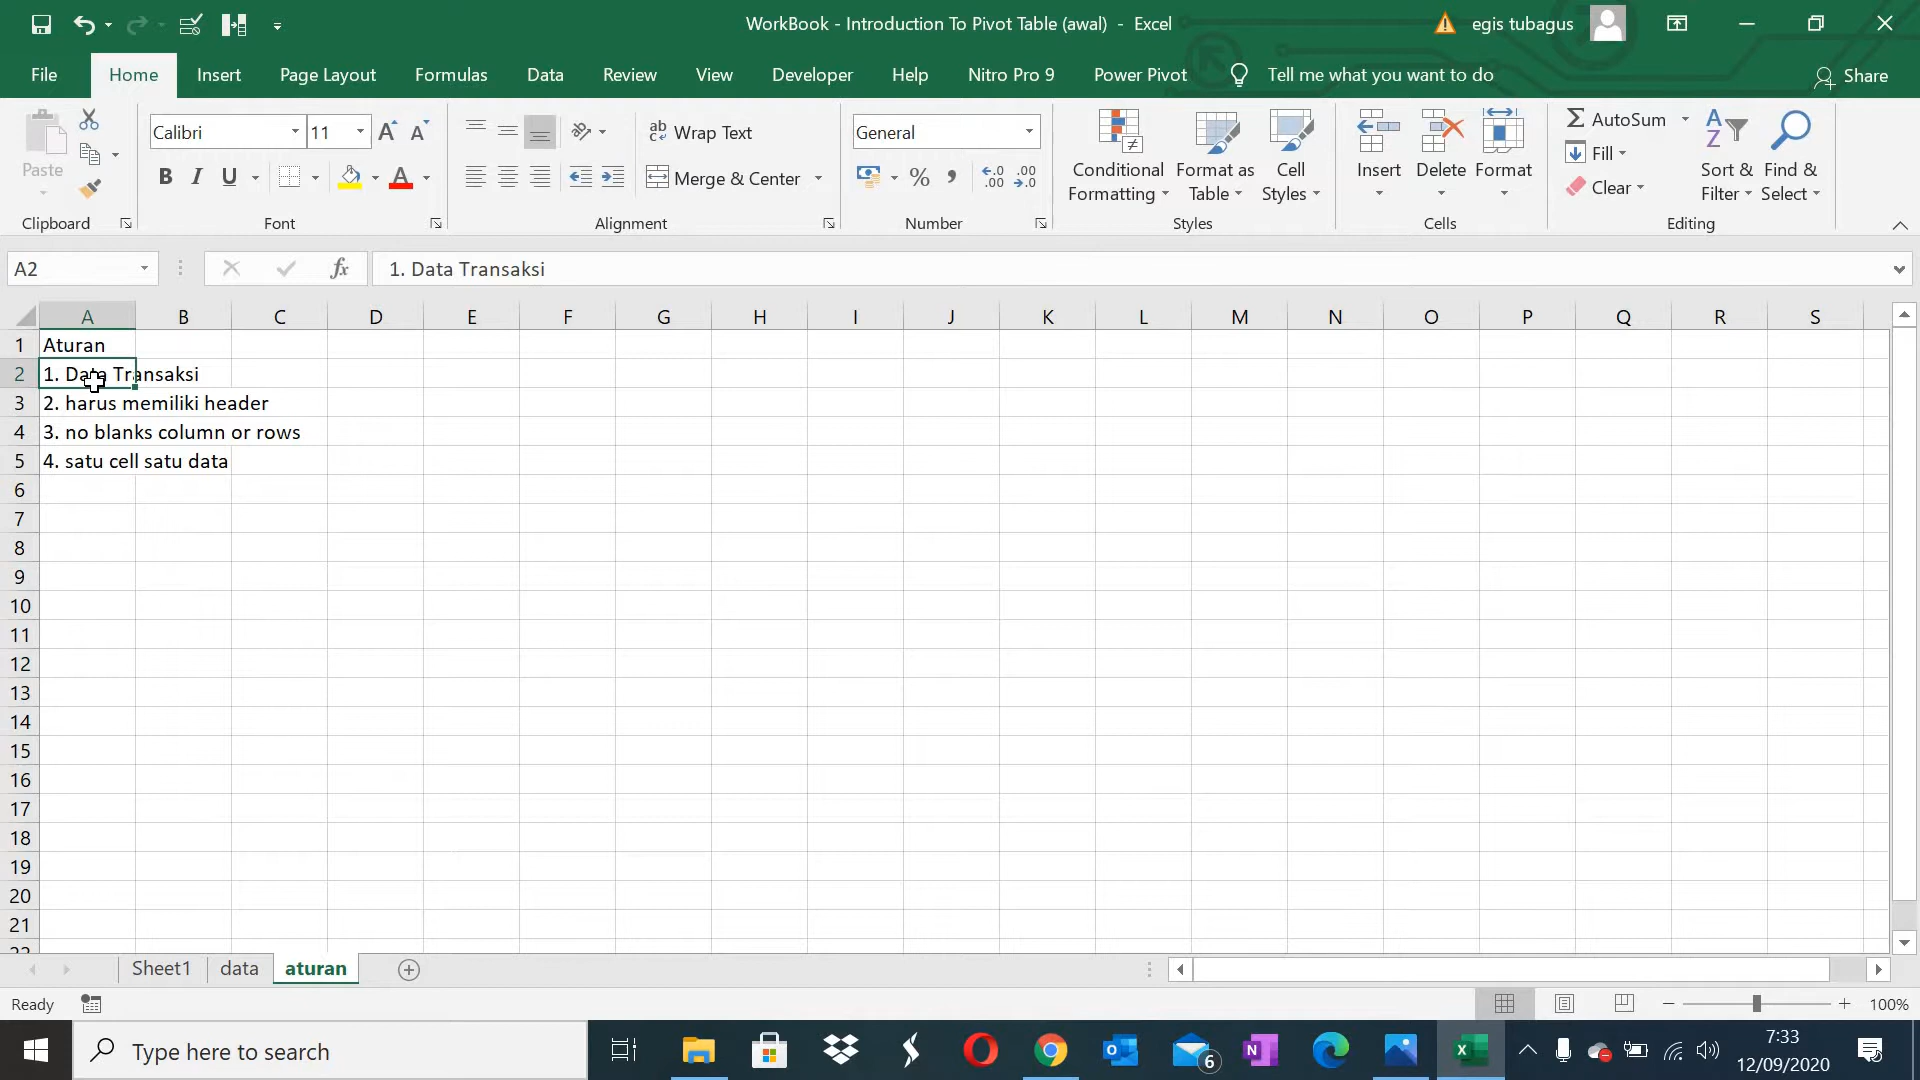 WorkBook - Introduction To Pivot Table (awal) - Excel
egis tubagus
File Home Insert Page Layout Formulas Data Review View Developer Help Nitro Pro 9 Power Pivot Tell me what you want to do Share
Paste
Clipboard
Calibri 11
B I U
Font
Wrap Text
Merge & Center
Alignment
General
Number
Conditional Formatting
Format as Table
Cell Styles
Styles
Insert Delete Format
Cells
AutoSum
Fill
Clear
Sort & Filter
Find & Select
Editing
A2 fx 1. Data Transaksi
A B C D E F G H I J K L M N O P Q R S
1 Aturan
2 1. Data Transaksi
3 2. harus memiliki header
4 3. no blanks column or rows
5 4. satu cell satu data
6
7
8
9
10
11
12
13
14
15
16
17
18
19
20
21
22
Sheet1 data aturan
Ready 100%
Type here to search
6
7:33
12/09/2020